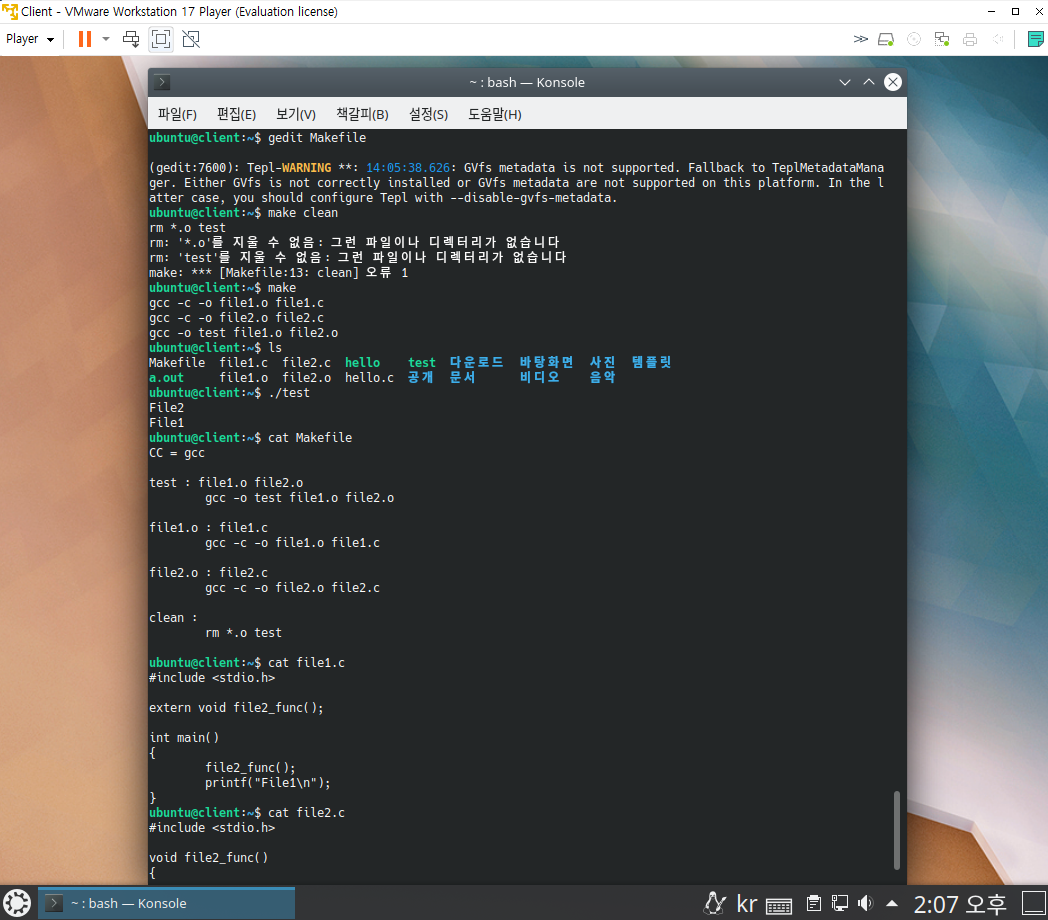 Client - VMware Workstation 17 Player (Evaluation license)
Player
~ : bash — Konsole
파일(F) 편집(E) 보기(V) 책갈피(B) 설정(S) 도움말(H)
ubuntu@client:~$ gedit Makefile
(gedit:7600): Tepl-WARNING **: 14:05:38.626: GVfs metadata is not supported. Fallback to TeplMetadataMana
ger. Either GVfs is not correctly installed or GVfs metadata are not supported on this platform. In the l
atter case, you should configure Tepl with --disable-gvfs-metadata.
ubuntu@client:~$ make clean
rm *.o test
rm: '*.o'를 지울 수 없음: 그런 파일이나 디렉터리가 없습니다
rm: 'test'를 지울 수 없음: 그런 파일이나 디렉터리가 없습니다
make: *** [Makefile:13: clean] 오류 1
ubuntu@client:~$ make
gcc -c -o file1.o file1.c
gcc -c -o file2.o file2.c
gcc -o test file1.o file2.o
ubuntu@client:~$ ls
Makefile file1.c file2.c hello test 다운로드 바탕화면 사진 템플릿
a.out file1.o file2.o hello.c 공개 문서 비디오 음악
ubuntu@client:~$ ./test
File2
File1
ubuntu@client:~$ cat Makefile
CC = gcc
test : file1.o file2.o
gcc -o test file1.o file2.o
file1.o : file1.c
gcc -c -o file1.o file1.c
file2.o : file2.c
gcc -c -o file2.o file2.c
clean :
rm *.o test
ubuntu@client:~$ cat file1.c
#include <stdio.h>
extern void file2_func();
int main()
{
file2_func();
printf("File1\n");
}
ubuntu@client:~$ cat file2.c
#include <stdio.h>
void file2_func()
{
~ : bash — Konsole
kr
2:07 오후